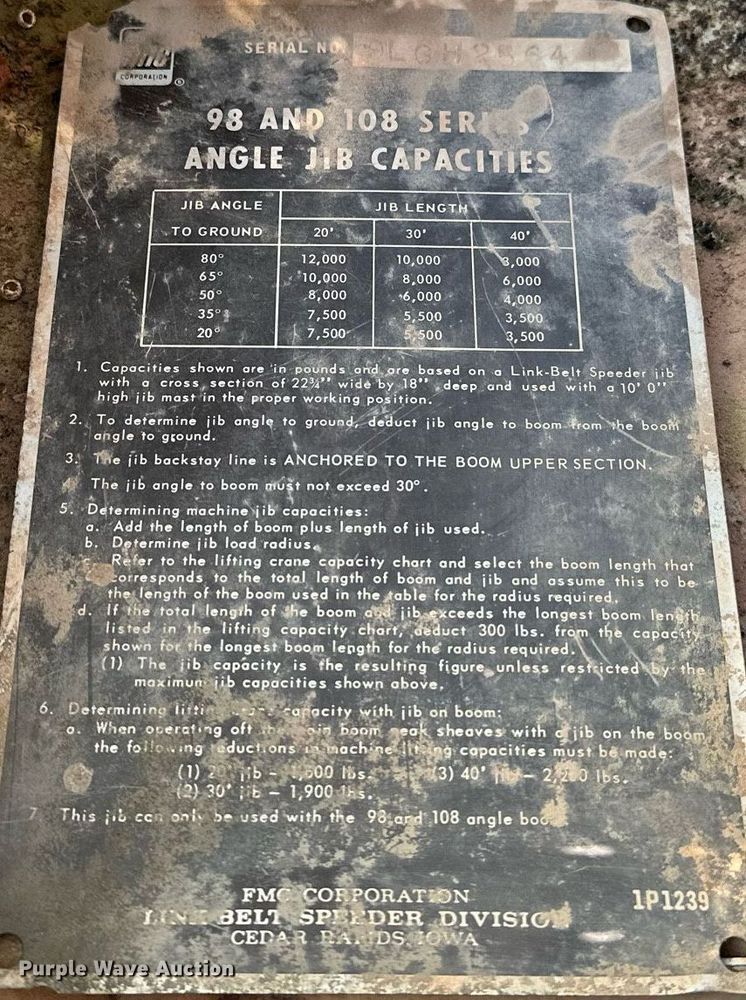 FMC
CORPORATION
SERIAL NO.
98 AND 108 SERIES
ANGLE JIB CAPACITIES
JIB ANGLE TO GROUND JIB LENGTH
20' 30' 40'
80° 12,000 10,000 8,000
65° 10,000 8,000 6,000
50° 8,000 6,000 4,000
35° 7,500 5,500 3,500
20° 7,500 5,500 3,500
1. Capacities shown are in pounds and are based on a Link-Belt Speeder jib
with a cross section of 22¾" wide by 18" deep and used with a 10' 0"
high jib mast in the proper working position.
2. To determine jib angle to ground, deduct jib angle to boom from the boom
angle to ground.
3. The jib backstay line is ANCHORED TO THE BOOM UPPER SECTION.
4. The jib angle to boom must not exceed 30°.
5. Determining machine jib capacities:
a. Add the length of boom plus length of jib used.
b. Determine jib load radius.
c. Refer to the lifting crane capacity chart and select the boom length that
corresponds to the total length of boom and jib and assume this to be
the length of the boom used in the table for the radius required.
d. If the total length of the boom and jib exceeds the longest boom length
listed in the lifting capacity chart, deduct 300 lbs. from the capacity
shown for the longest boom length for the radius required.
(1) The jib capacity is the resulting figure unless restricted by the
maximum jib capacities shown above.
6. Determining lifting crane capacity with jib on boom:
a. When operating off the main boom peak sheaves with a jib on the boom
the following reductions in machine lifting capacities must be made:
(1) 20' jib - lbs. (3) 40' jib - lbs.
(2) 30' jib - 1,900 lbs.
7. This jib can only be used with the 98 and 108 angle boom.
FMC CORPORATION
LINK-BELT SPEEDER DIVISION
CEDAR RAPIDS, IOWA
1P1239
Purple Wave Auction